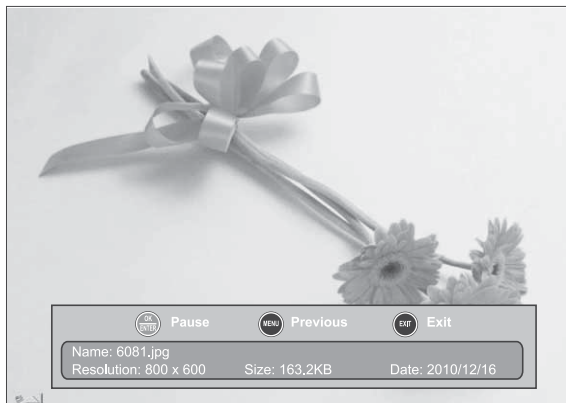 OK ENTER Pause MENU Previous EXIT Exit
Name: 6081.jpg
Resolution: 800 x 600 Size: 163.2KB Date: 2010/12/16